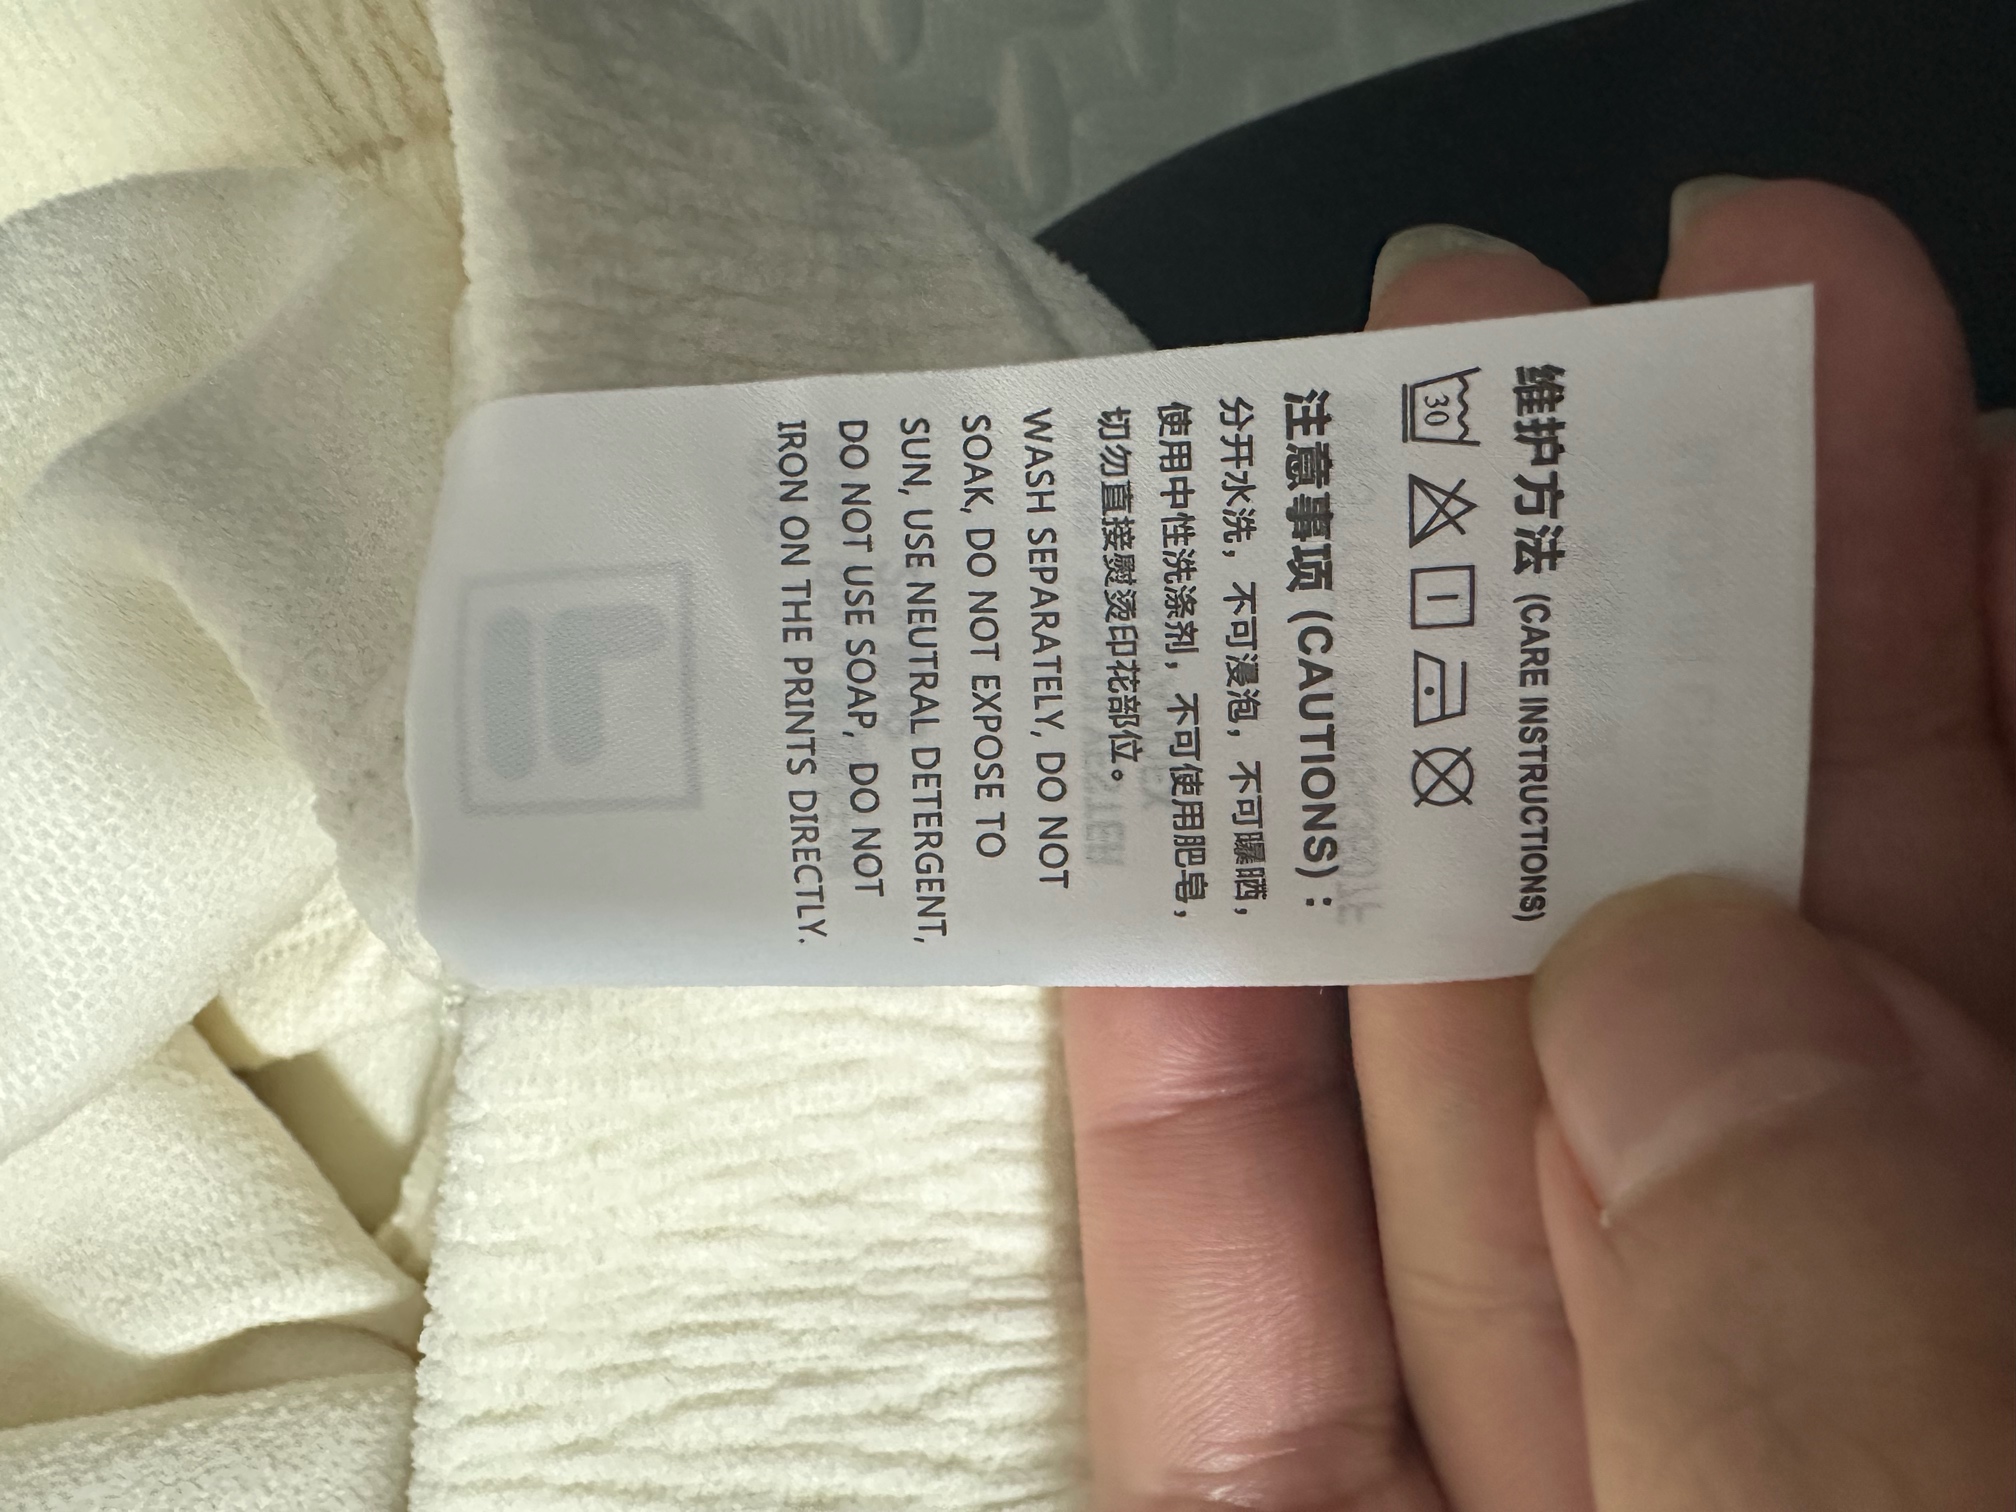 维护方法 (CARE INSTRUCTIONS)
30
注意事项 (CAUTIONS)：
分开水洗，不可浸泡，不可曝晒，
使用中性洗涤剂，不可使用肥皂，
切勿直接熨烫印花部位。
WASH SEPARATELY, DO NOT
SOAK, DO NOT EXPOSE TO
SUN, USE NEUTRAL DETERGENT,
DO NOT USE SOAP, DO NOT
IRON ON THE PRINTS DIRECTLY.